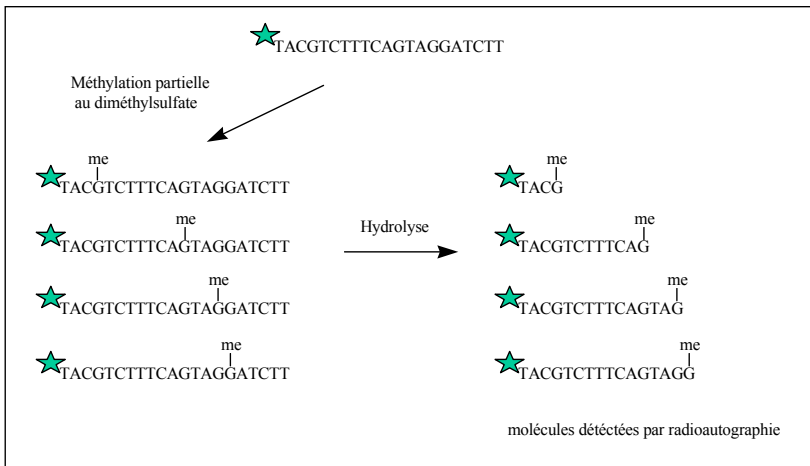 TACGTCTTTCAGTAGGATCTT
Méthylation partielle
au diméthylsulfate
me
TACGTCTTTCAGTAGGATCTT
me
TACGTCTTTCAGTAGGATCTT
me
TACGTCTTTCAGTAGGATCTT
me
TACGTCTTTCAGTAGGATCTT
Hydrolyse
me
TACG
me
TACGTCTTTCAG
me
TACGTCTTTCAGTAG
me
TACGTCTTTCAGTAGG
molécules détéctées par radioautographie